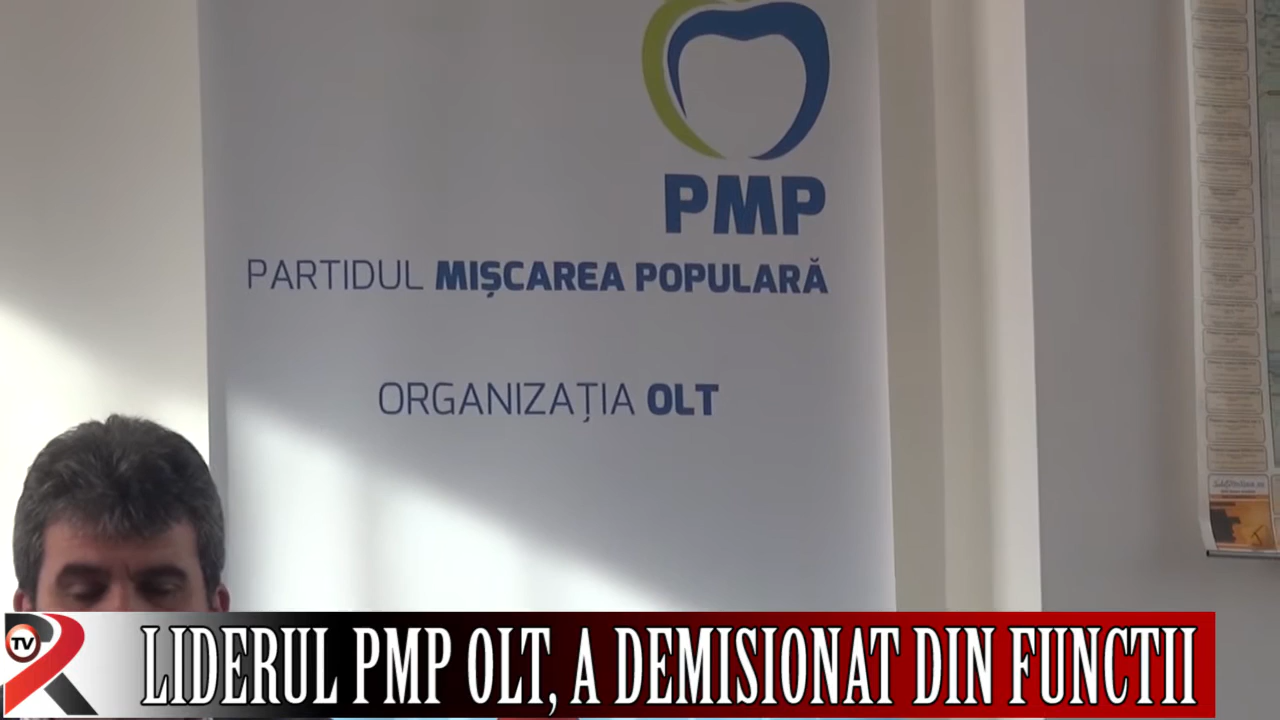 PMP
PARTIDUL MIȘCAREA POPULARĂ
ORGANIZAȚIA OLT
TV
LIDERUL PMP OLT, A DEMISIONAT DIN FUNCTII